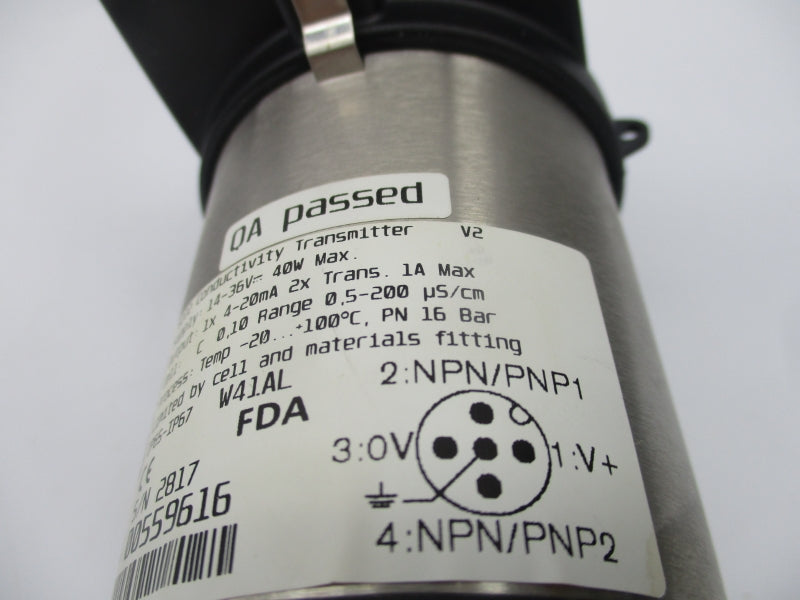 QA passed
Conductivity Transmitter V2
14-36V⎓ 40W Max.
1x 4-20mA 2x Trans. 1A Max
C 0,10 Range 0,5-200 µS/cm
Temp -20...+100°C, PN 16 Bar
by cell and materials fitting
W41AL
FDA
CE
S/N 2817
00559616
2:NPN/PNP1
3:0V
1:V+
4:NPN/PNP2